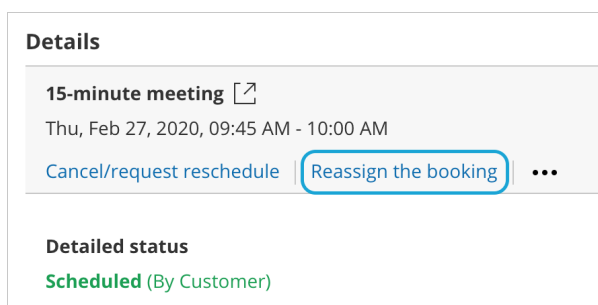 Details
15-minute meeting
Thu, Feb 27, 2020, 09:45 AM - 10:00 AM
Cancel/request reschedule Reassign the booking •••
Detailed status
Scheduled (By Customer)